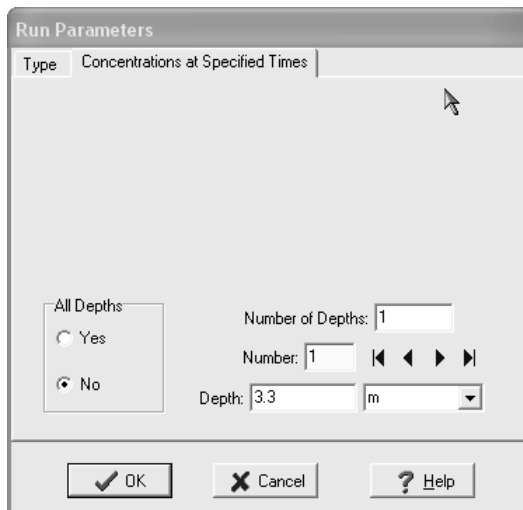 Run Parameters
Type Concentrations at Specified Times
All Depths
Yes
No
Number of Depths: 1
Number: 1
Depth: 3.3 m
OK Cancel ? Help